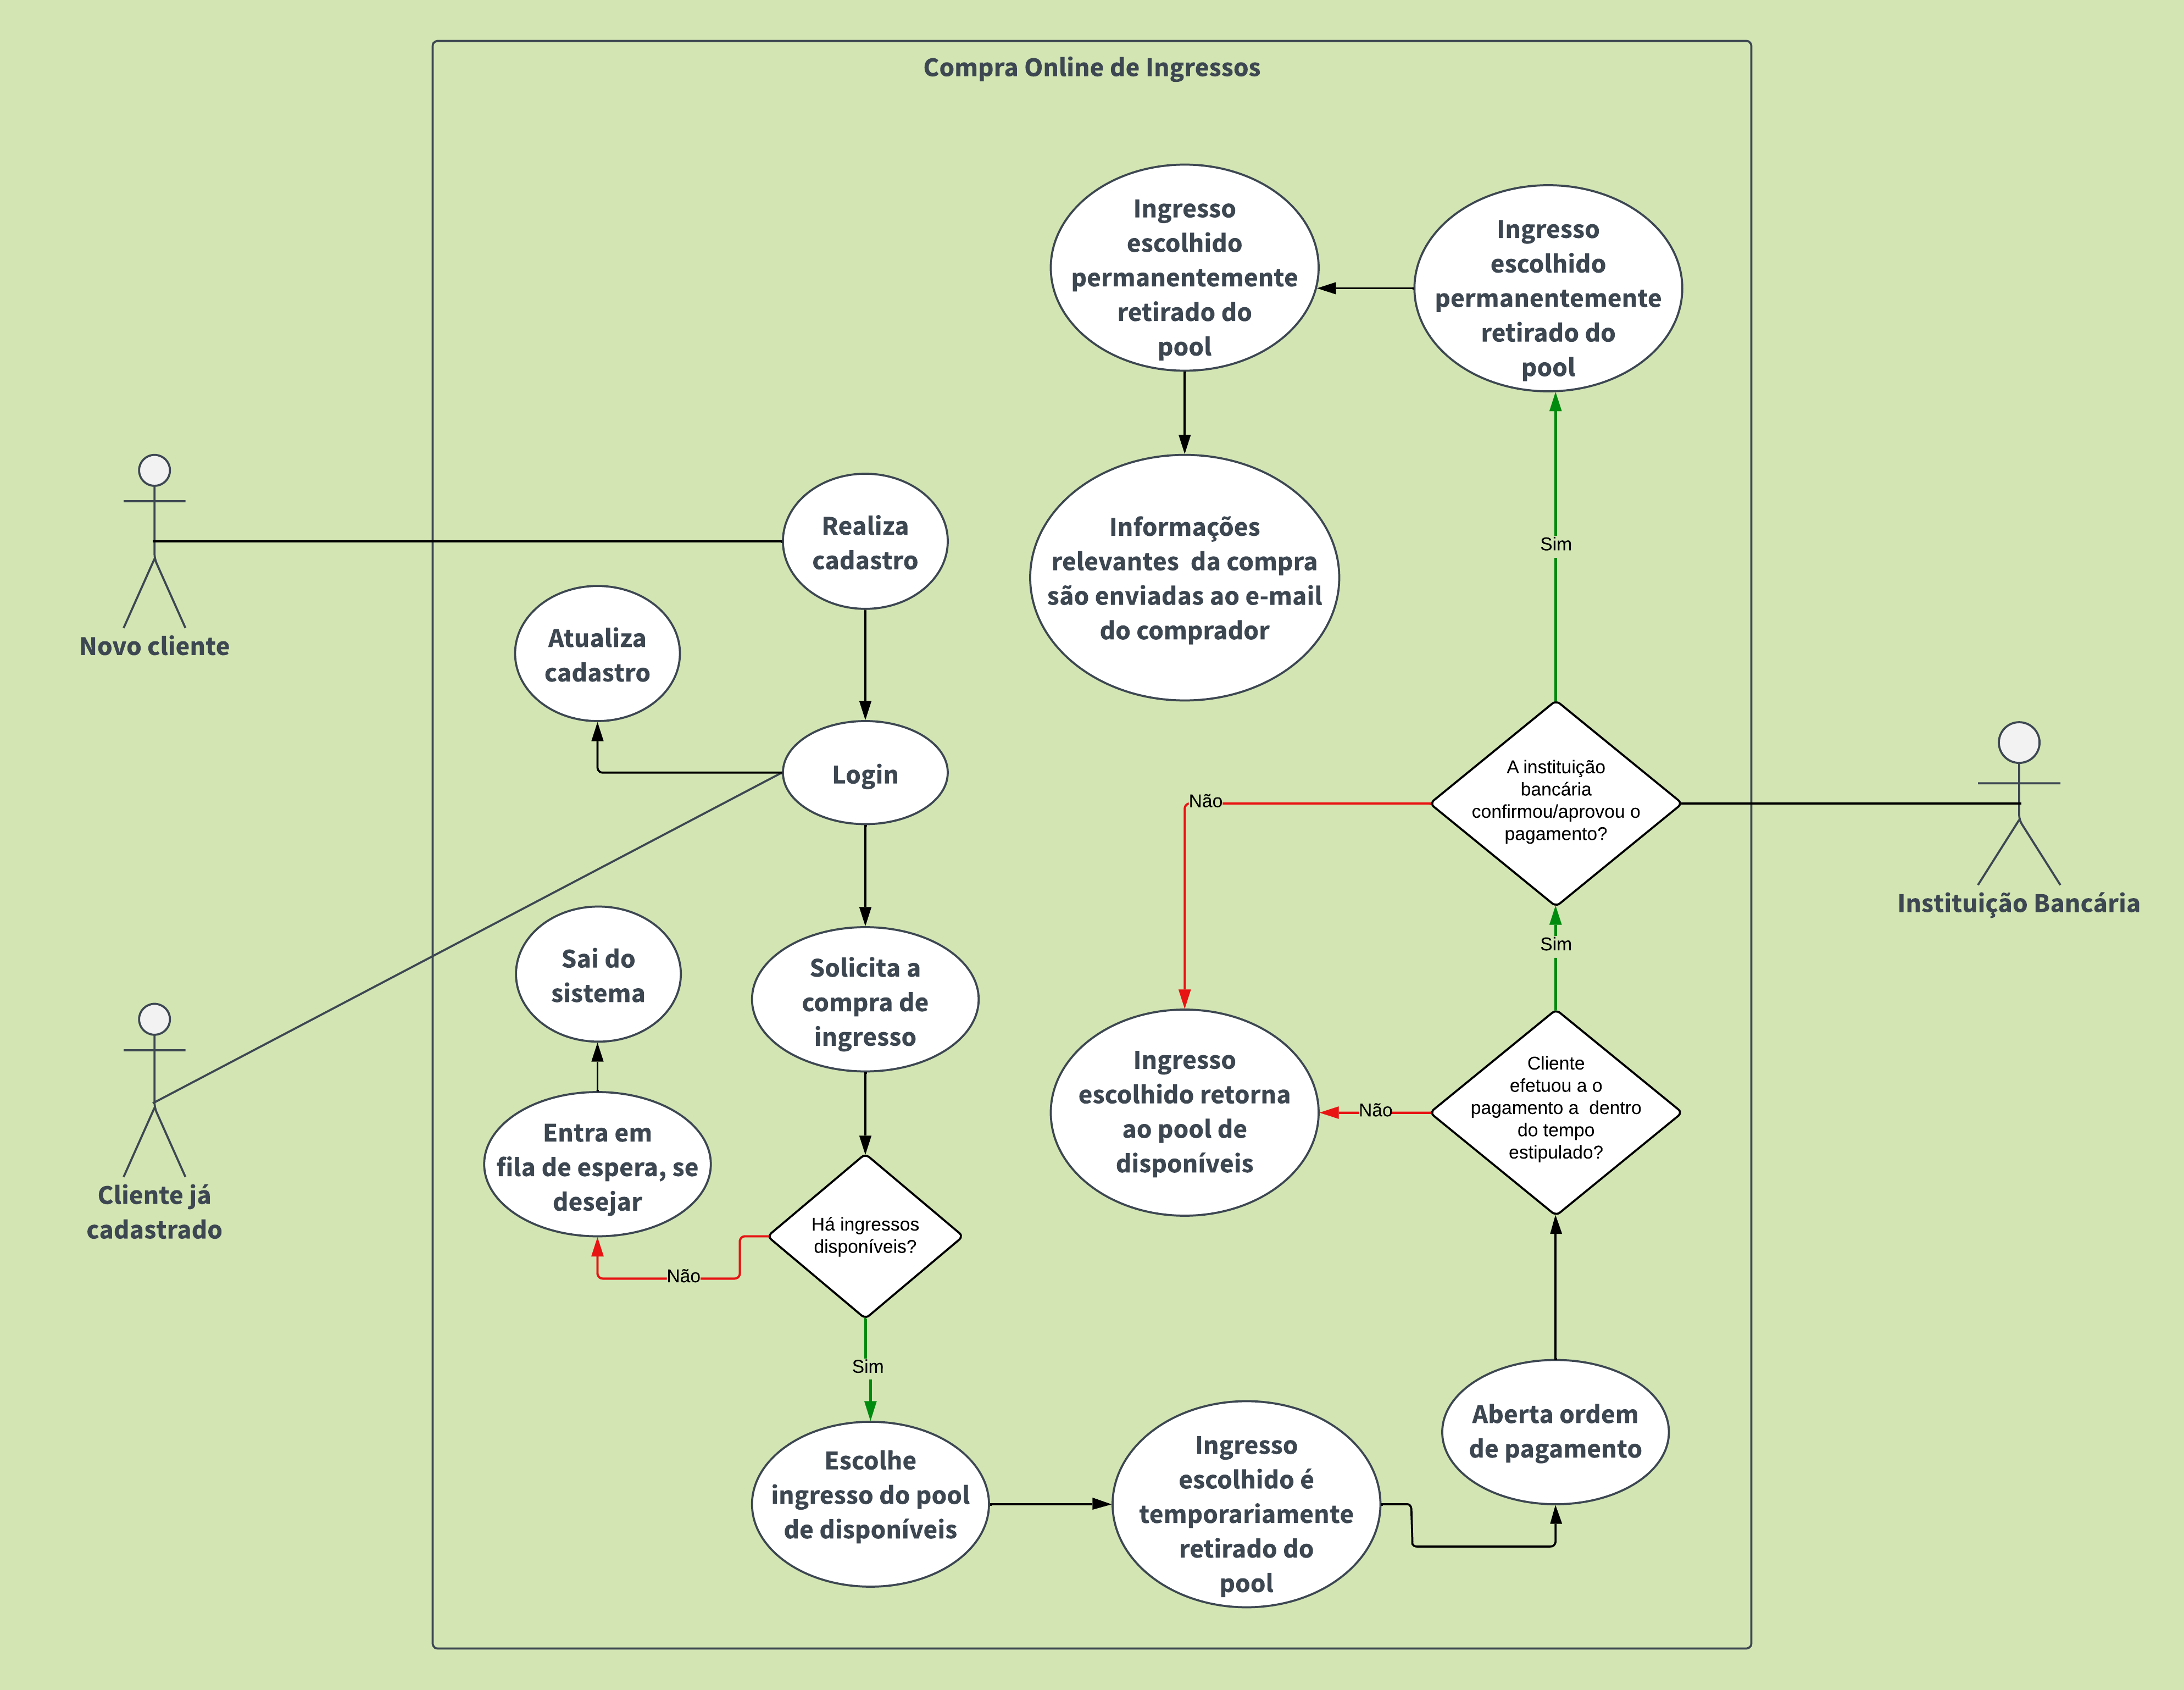 Compra Online de Ingressos
Ingresso
escolhido
permanentemente
retirado do
pool
Ingresso
escolhido
permanentemente
retirado do
pool
Novo cliente
Realiza
cadastro
Informações
relevantes  da compra
são enviadas ao e-mail
do comprador
Sim
Atualiza
cadastro
Login
A instituição
bancária
confirmou/aprovou o
pagamento?
Não
Instituição Bancária
Sim
Sai do
sistema
Solicita a
compra de
ingresso
Cliente já
cadastrado
Entra em
fila de espera, se
desejar
Ingresso
escolhido retorna
ao pool de
disponíveis
Não
Cliente
efetuou a o
pagamento a  dentro
do tempo
estipulado?
Há ingressos
disponíveis?
Não
Sim
Escolhe
ingresso do pool
de disponíveis
Ingresso
escolhido é
temporariamente
retirado do
pool
Aberta ordem
de pagamento